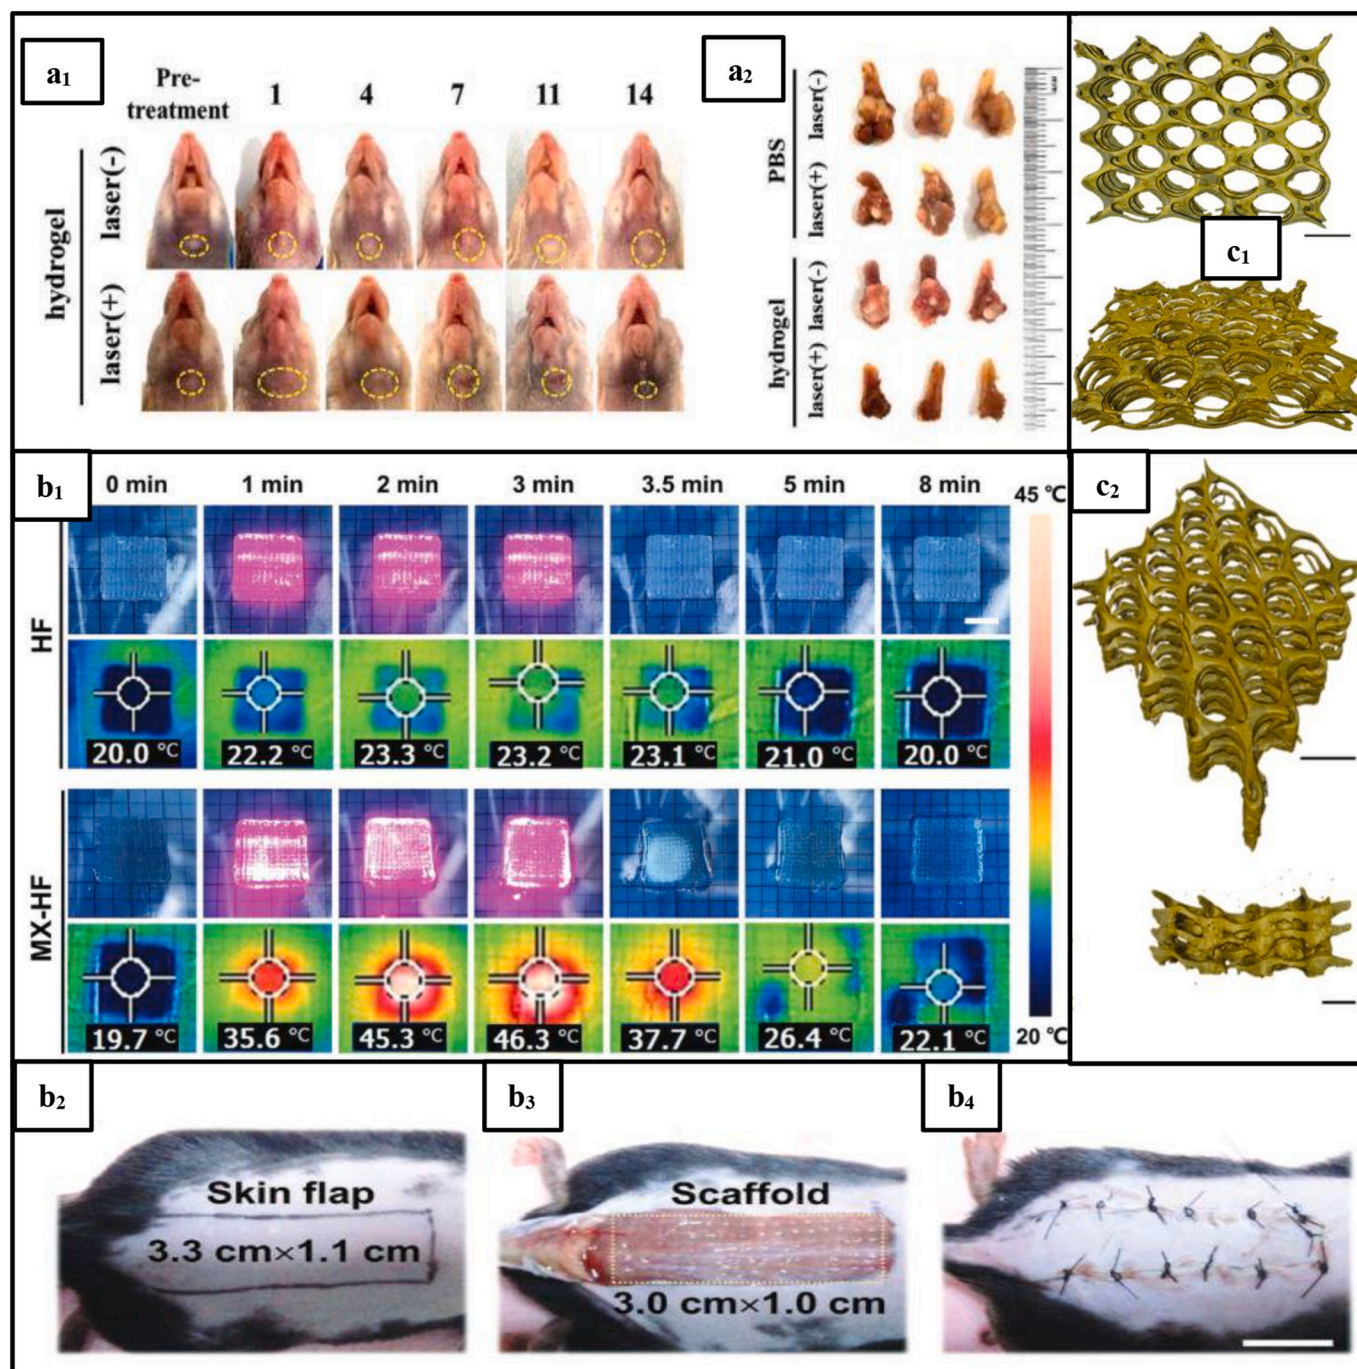 a1
Pre-
treatment
1
4
7
11
14
hydrogel
laser(-)
laser(+)
a2
PBS
laser(-)
laser(+)
hydrogel
laser(-)
laser(+)
c1
b1
0 min
1 min
2 min
3 min
3.5 min
5 min
8 min
45 ℃
HF
20.0 ℃
22.2 ℃
23.3 ℃
23.2 ℃
23.1 ℃
21.0 ℃
20.0 ℃
MX-HF
19.7 ℃
35.6 ℃
45.3 ℃
46.3 ℃
37.7 ℃
26.4 ℃
22.1 ℃
20 ℃
c2
b2
Skin flap
3.3 cm×1.1 cm
b3
Scaffold
3.0 cm×1.0 cm
b4